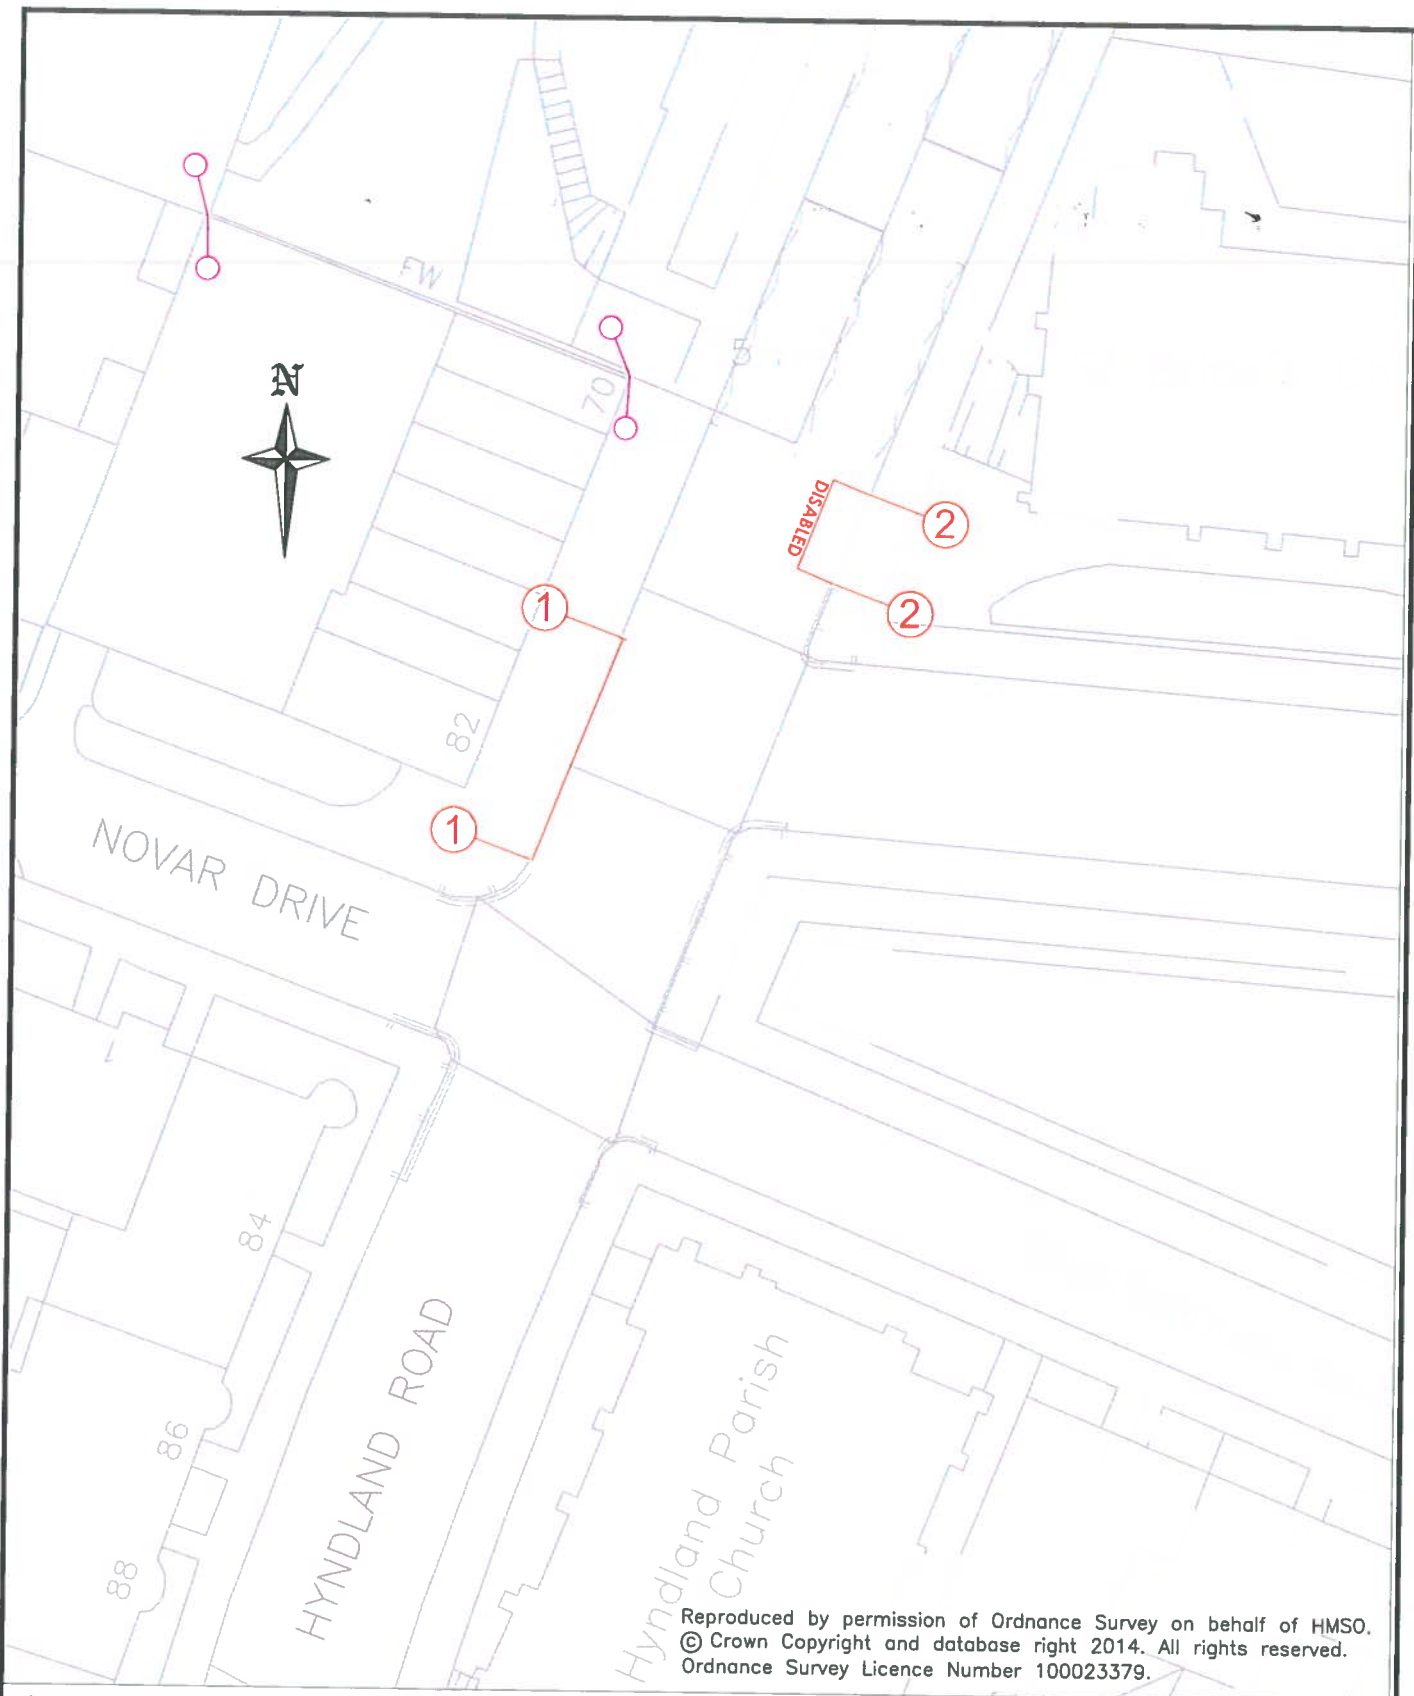 FW
N
70
5
DISABLED
2
1
2
82
1
NOVAR DRIVE
1
84
HYNDLAND ROAD
86
88
Hyndland Parish
Church
Reproduced by permission of Ordnance Survey on behalf of HMSO.
© Crown Copyright and database right 2014. All rights reserved.
Ordnance Survey Licence Number 100023379.